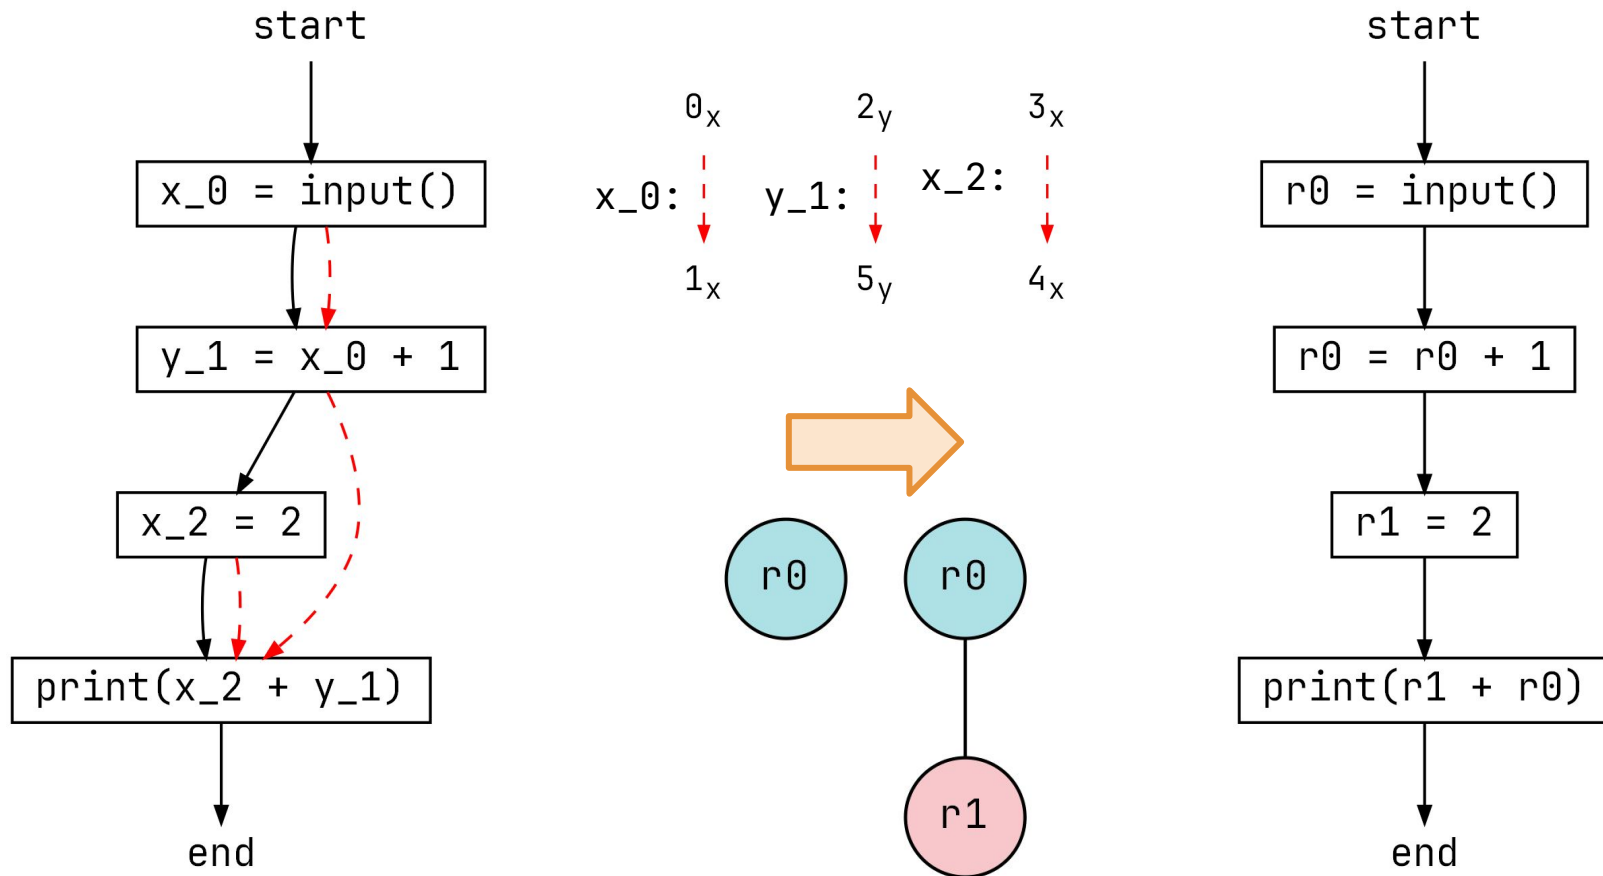 start
x_0 = input()
y_1 = x_0 + 1
x_2 = 2
print(x_2 + y_1)
end
0x
x_0:
1x
2y
y_1:
5y
3x
x_2:
4x
r0
r0
r1
start
r0 = input()
r0 = r0 + 1
r1 = 2
print(r1 + r0)
end